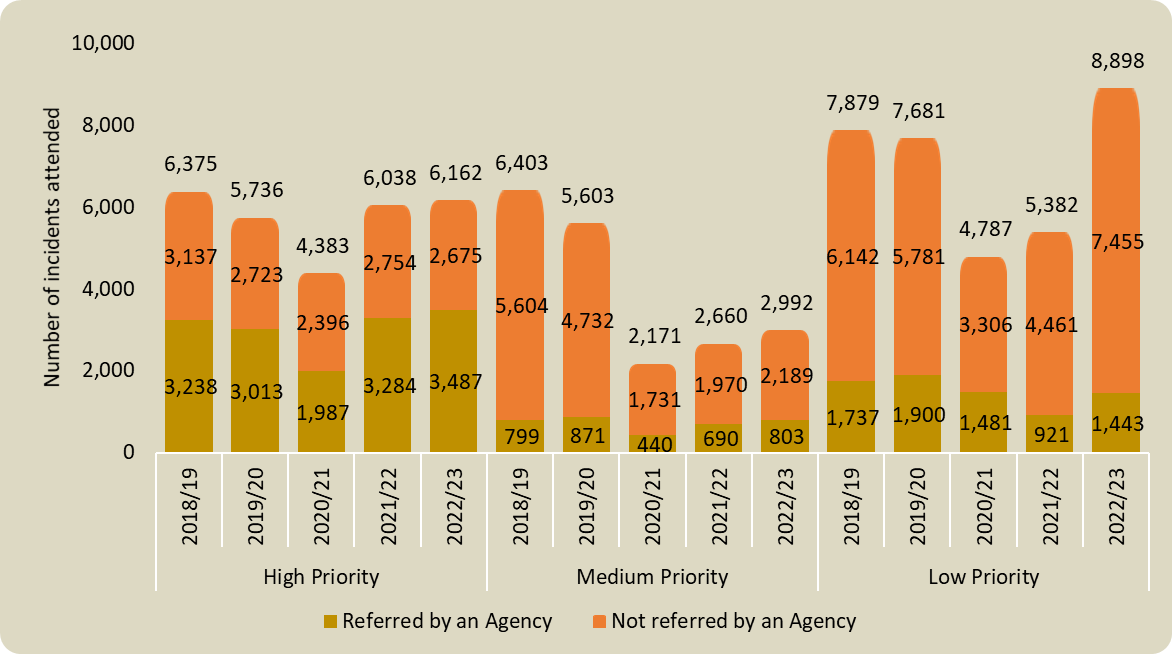 10,000
8,000
6,000
4,000
2,000
0
Number of incidents attended
6,375 5,736 4,383 6,038 6,162 6,403 5,603 2,171 2,660 2,992 7,879 7,681 4,787 5,382 8,898
3,137 2,723 2,396 2,754 2,675 5,604 4,732 1,731 1,970 2,189 6,142 5,781 3,306 4,461 7,455
3,238 3,013 1,987 3,284 3,487 799 871 440 690 803 1,737 1,900 1,481 921 1,443
2018/19 2019/20 2020/21 2021/22 2022/23 2018/19 2019/20 2020/21 2021/22 2022/23 2018/19 2019/20 2020/21 2021/22 2022/23
High Priority Medium Priority Low Priority
Referred by an Agency Not referred by an Agency